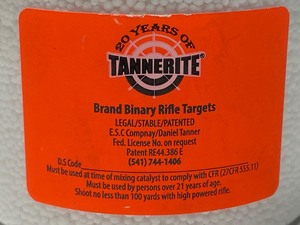 20 YEARS OF
TANNERITE®
Brand Binary Rifle Targets
LEGAL/STABLE/PATENTED
E.S.C Compnay/Daniel Tanner
Fed. License No. on request
Patent RE44.386 E
(541) 744-1406
D.S Code
Must be used at time of mixing catalyst to comply with CFR (27CFR 555.11)
Must be used by persons over 21 years of age.
Shoot no less than 100 yards with high powered rifle.